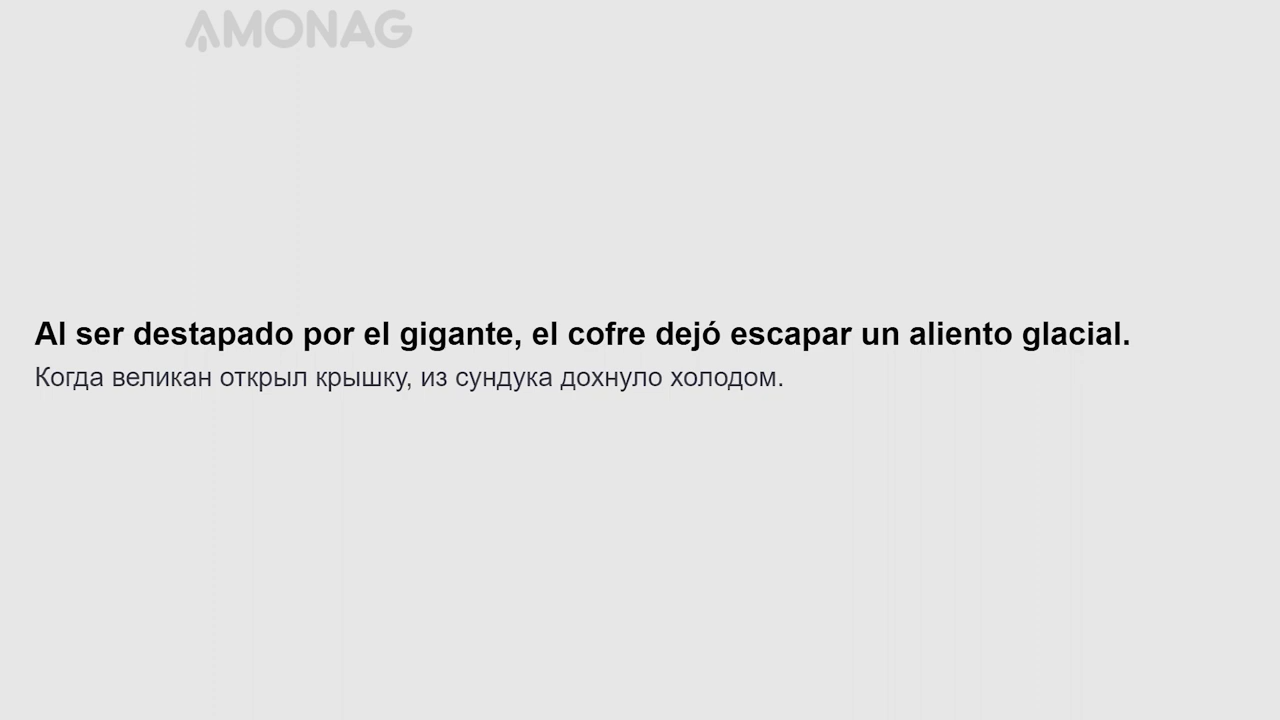 AMONAG
Al ser destapado por el gigante, el cofre dejó escapar un aliento glacial.
Когда великан открыл крышку, из сундука дохнуло холодом.